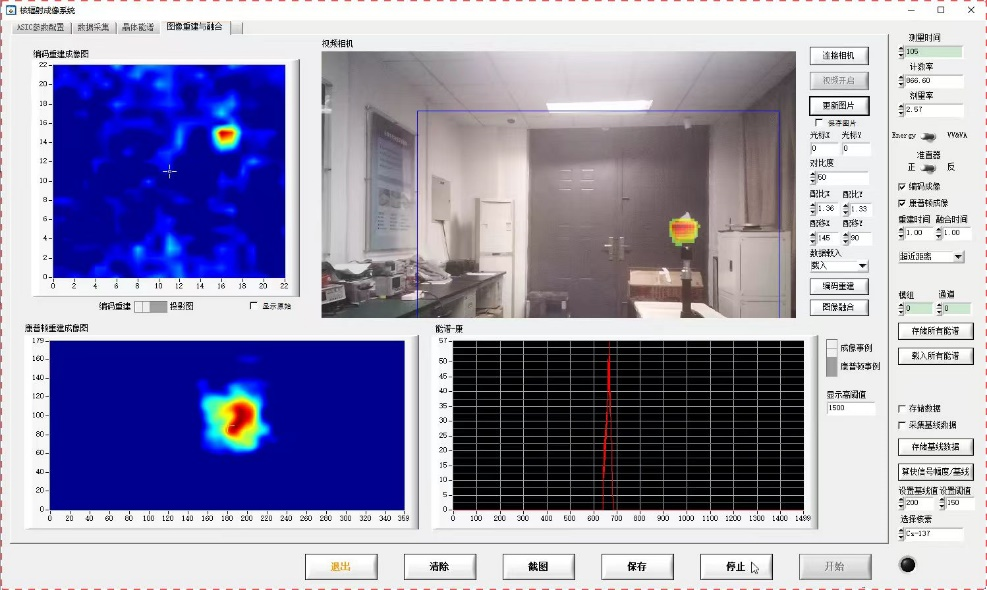 核辐射成像系统
ASIC参数配置 数据采集 晶体能谱 图像重建与融合
编码重建成像图
22
20
18
16
14
12
10
8
6
4
2
0
0 2 4 6 8 10 12 14 16 18 20 22
编码重建 投影图 显示原始
视频相机
连接相机
视频开启
更新图片
保存图片
光标X 光标Y
0 0
对比度
60
配比X 配比Y
1.36 1.33
配移X 配移Y
145 90
数据载入
载入
编码重建
图像融合
测量时间
105
计数率
866.60
剂量率
2.57
Energy VVAVA
准直器
正 反
编码成像
康普顿成像
重建时间 融合时间
1.00 1.00
超近距离
模组 通道
0 0
存储所有能谱
载入所有能谱
存储数据
采集基线数据
存储基线数据
算快信号幅度/基线
设置基线值 设置阈值
200 150
选择核素
Cs-137
康普顿重建成像图
179
160
140
120
100
80
60
40
20
0
0 20 40 60 80 100 120 140 160 180 200 220 240 260 280 300 320 340 359
能谱-康
57
50
45
40
35
30
25
20
15
10
5
0
0 100 200 300 400 500 600 700 800 900 1000 1100 1200 1300 1400 1499
成像事例
康普顿事例
显示高阈值
1500
退出 清除 截图 保存 停止 开始